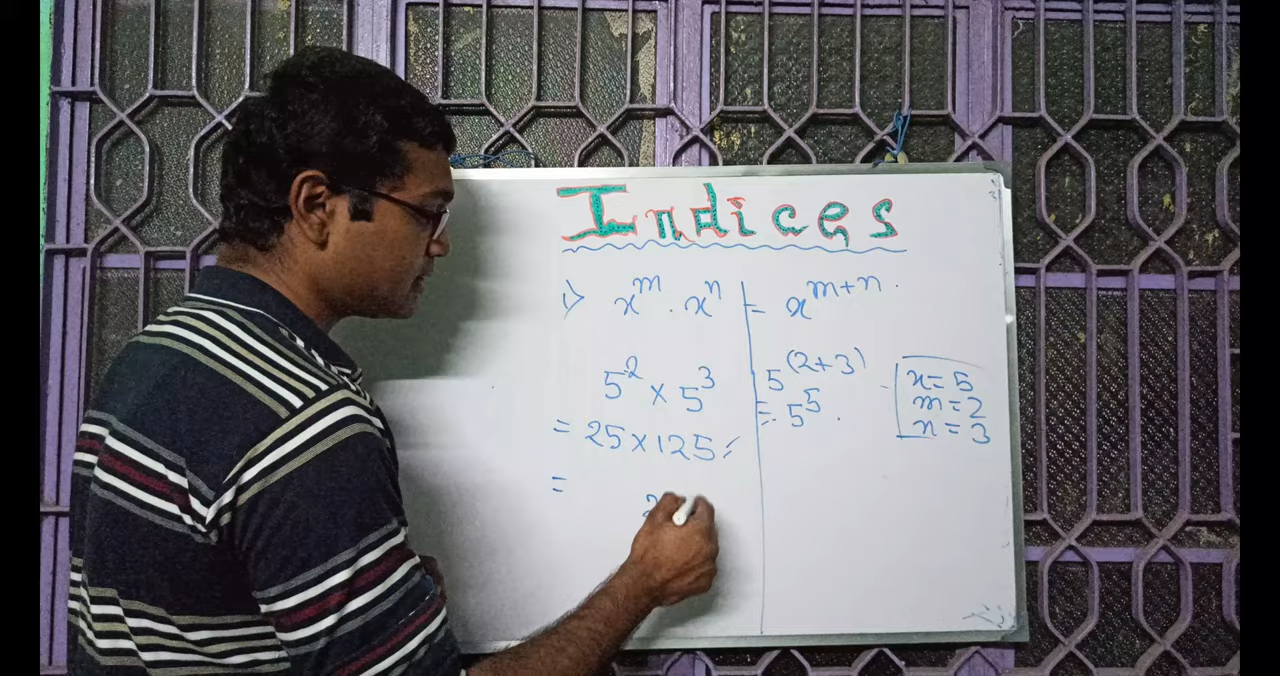 Indices
1) x^m . x^n = x^(m+n) .
5^2 × 5^3
= 25 × 125
=
5^(2+3)
= 5^5 .
x = 5
m = 2
n = 3